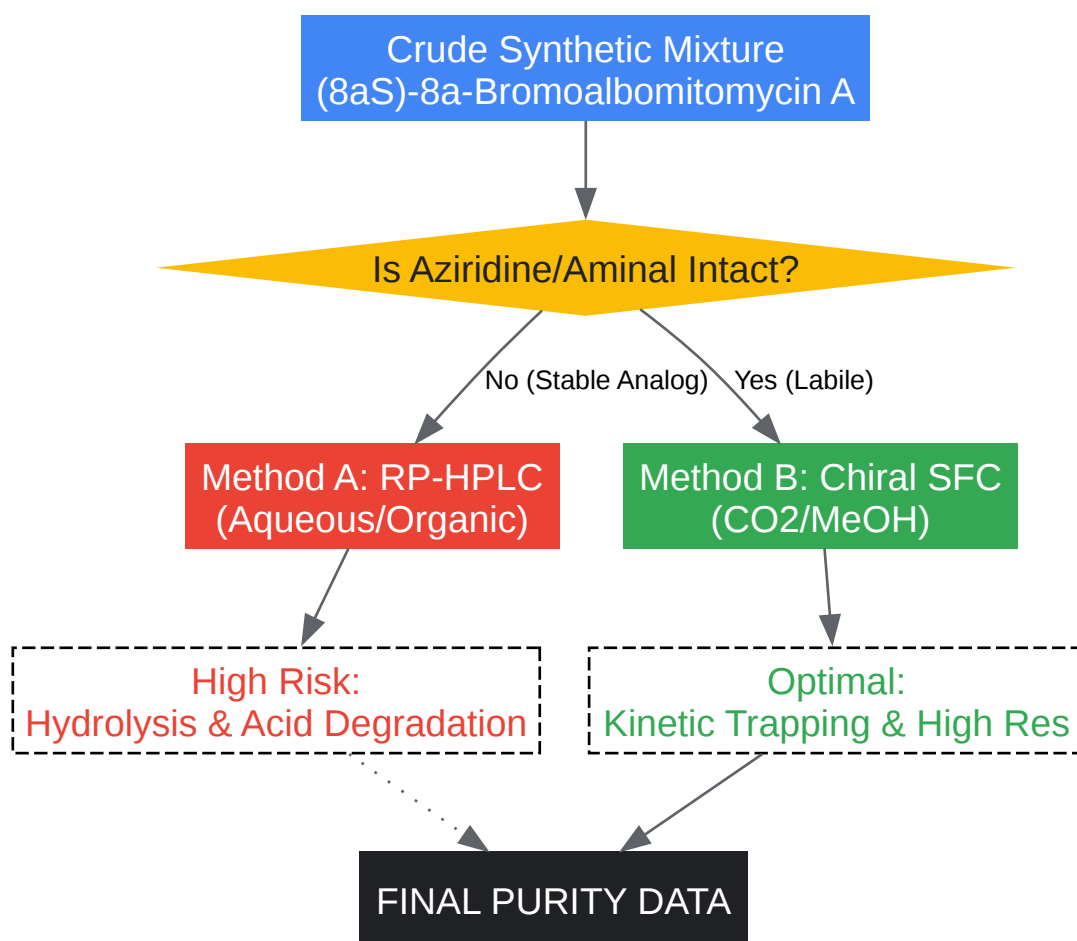 Crude Synthetic Mixture
(8aS)-8a-Bromoalbomitomycin A
Is Aziridine/Aminal Intact?
No (Stable Analog)
Yes (Labile)
Method A: RP-HPLC
(Aqueous/Organic)
Method B: Chiral SFC
(CO2/MeOH)
High Risk:
Hydrolysis & Acid Degradation
Optimal:
Kinetic Trapping & High Res
FINAL PURITY DATA